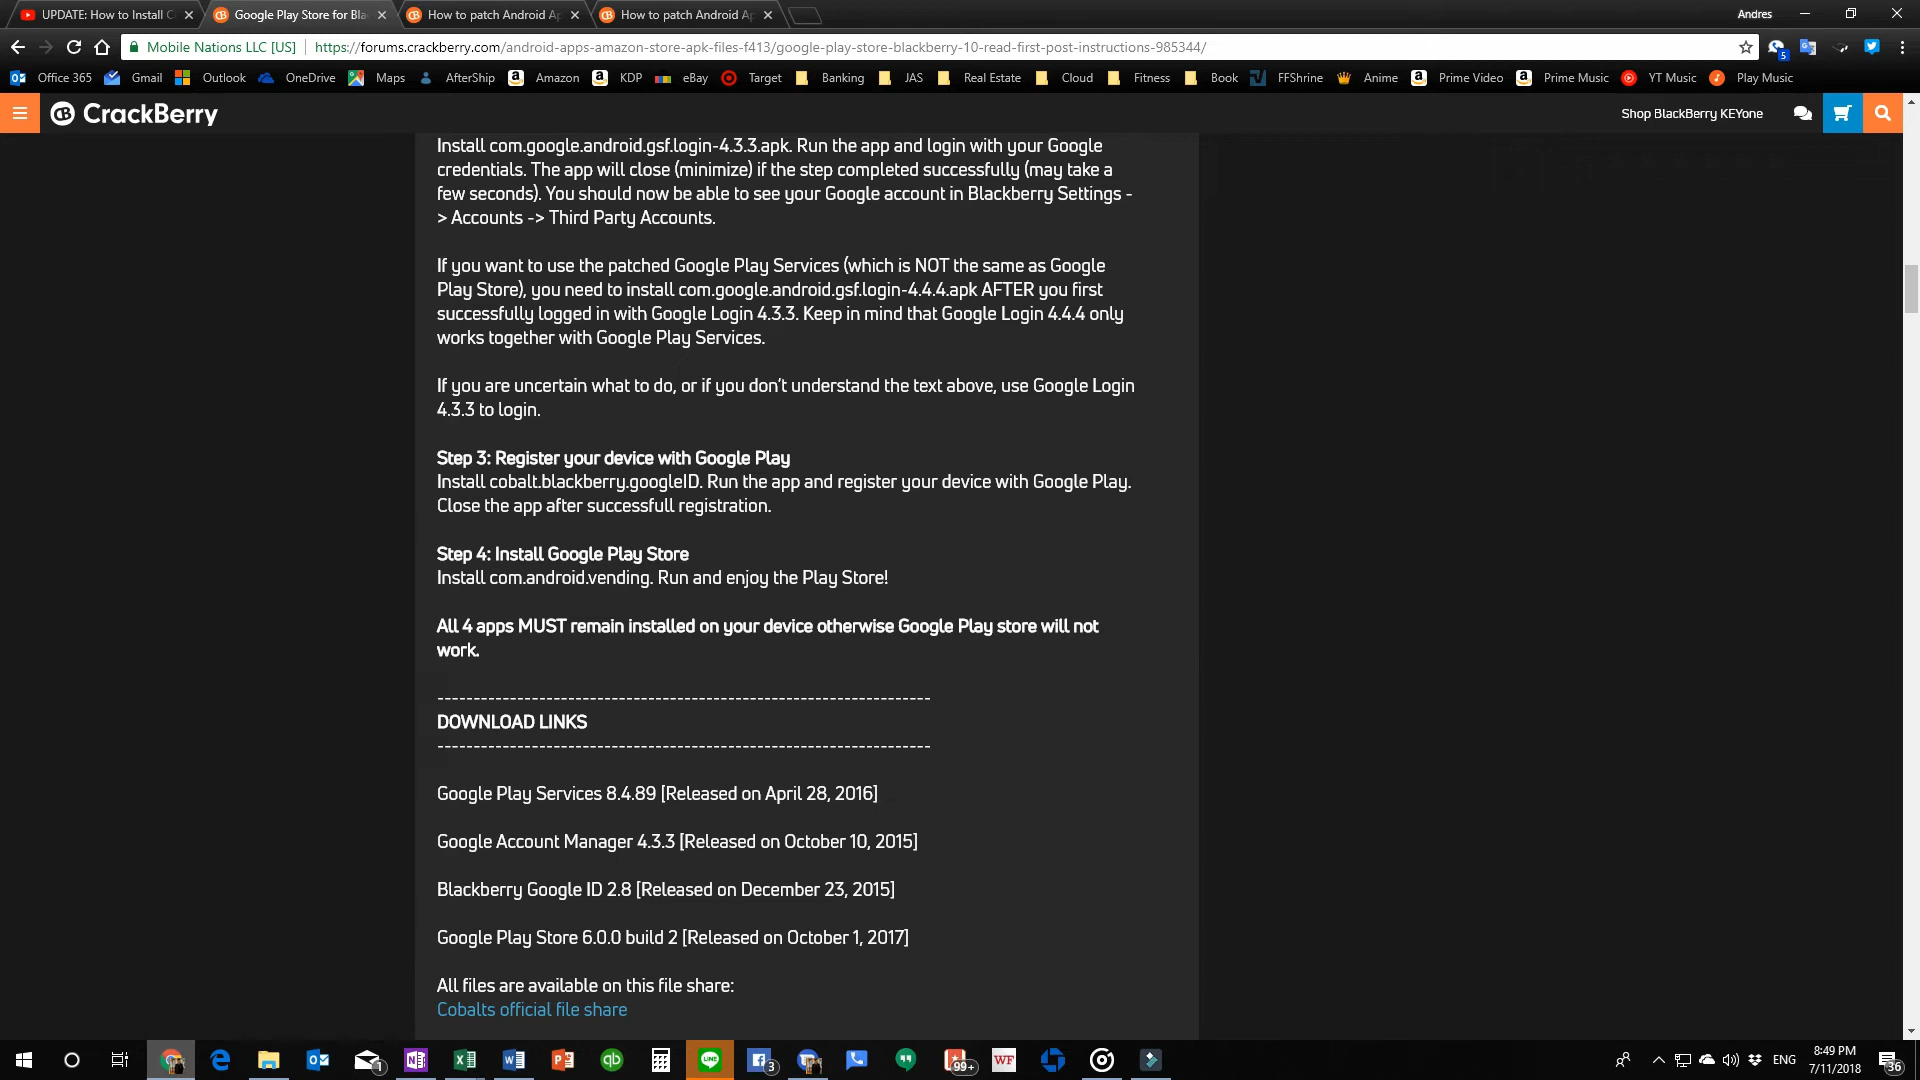 UPDATE: How to Install C
Google Play Store for Bla
How to patch Android Ap
How to patch Android Ap
Andres
Mobile Nations LLC [US]
https://forums.crackberry.com/android-apps-amazon-store-apk-files-f413/google-play-store-blackberry-10-read-first-post-instructions-985344/
5
Office 365 Gmail Outlook OneDrive Maps AfterShip Amazon KDP eBay Target Banking JAS Real Estate Cloud Fitness Book FFShrine Anime Prime Video Prime Music YT Music Play Music
CrackBerry
Shop BlackBerry KEYone
Install com.google.android.gsf.login-4.3.3.apk. Run the app and login with your Google
credentials. The app will close (minimize) if the step completed successfully (may take a
few seconds). You should now be able to see your Google account in Blackberry Settings -
> Accounts -> Third Party Accounts.
If you want to use the patched Google Play Services (which is NOT the same as Google
Play Store), you need to install com.google.android.gsf.login-4.4.4.apk AFTER you first
successfully logged in with Google Login 4.3.3. Keep in mind that Google Login 4.4.4 only
works together with Google Play Services.
If you are uncertain what to do, or if you don't understand the text above, use Google Login
4.3.3 to login.
Step 3: Register your device with Google Play
Install cobalt.blackberry.googleID. Run the app and register your device with Google Play.
Close the app after successfull registration.
Step 4: Install Google Play Store
Install com.android.vending. Run and enjoy the Play Store!
All 4 apps MUST remain installed on your device otherwise Google Play store will not
work.
--------------------------------------------------------------------
DOWNLOAD LINKS
--------------------------------------------------------------------
Google Play Services 8.4.89 [Released on April 28, 2016]
Google Account Manager 4.3.3 [Released on October 10, 2015]
Blackberry Google ID 2.8 [Released on December 23, 2015]
Google Play Store 6.0.0 build 2 [Released on October 1, 2017]
All files are available on this file share:
Cobalts official file share
1
LINE
3
99+
WF
ENG
8:49 PM
7/11/2018
36